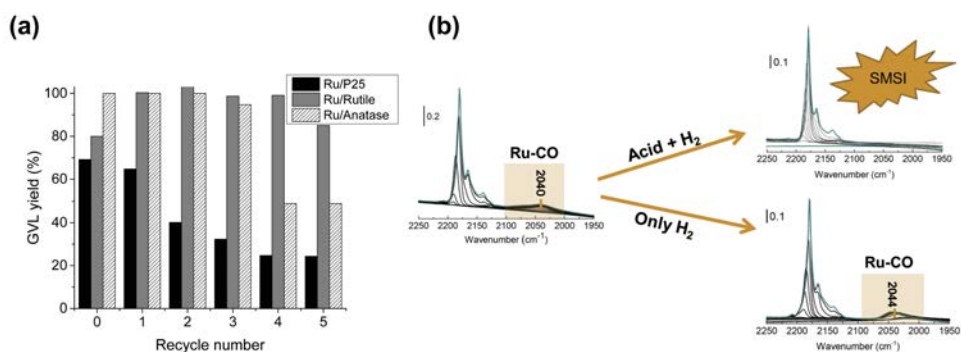 (a)
GVL yield (%)
100
80
60
40
20
0
Ru/P25
Ru/Rutile
Ru/Anatase
0 1 2 3 4 5
Recycle number
(b)
0.2
Ru-CO
2040
2250 2200 2150 2100 2050 2000 1950
Wavenumber (cm⁻¹)
Acid + H₂
Only H₂
0.1
SMSI
2250 2200 2150 2100 2050 2000 1950
Wavenumber (cm⁻¹)
0.1
Ru-CO
2044
2250 2200 2150 2100 2050 2000 1950
Wavenumber (cm⁻¹)